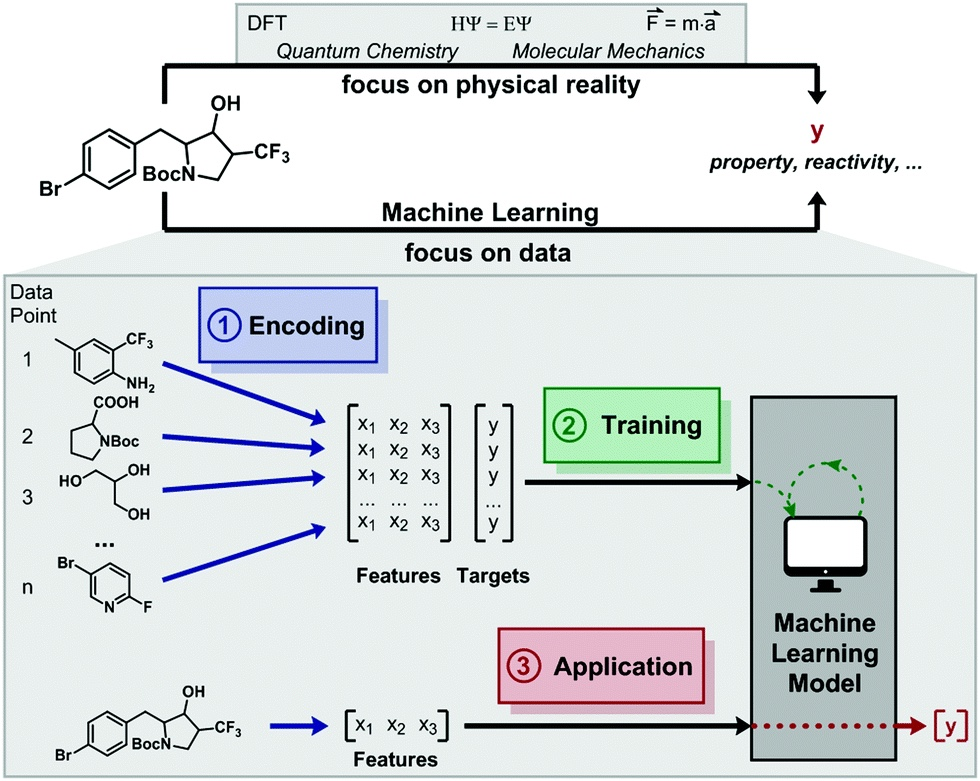 DFT HΨ = EΨ F = m·a
Quantum Chemistry Molecular Mechanics
focus on physical reality
OH
CF3
BocN
Br
y
property, reactivity, ...
Machine Learning
focus on data
Data
Point
1 Encoding
1
CF3
NH2
2
COOH
NBoc
3
OH
HO
OH
...
n
Br
N
F
x1 x2 x3 y
x1 x2 x3 y
x1 x2 x3 y
... ... ... ...
x1 x2 x3 y
Features Targets
2 Training
Machine
Learning
Model
3 Application
OH
CF3
BocN
Br
[x1 x2 x3]
Features
[y]